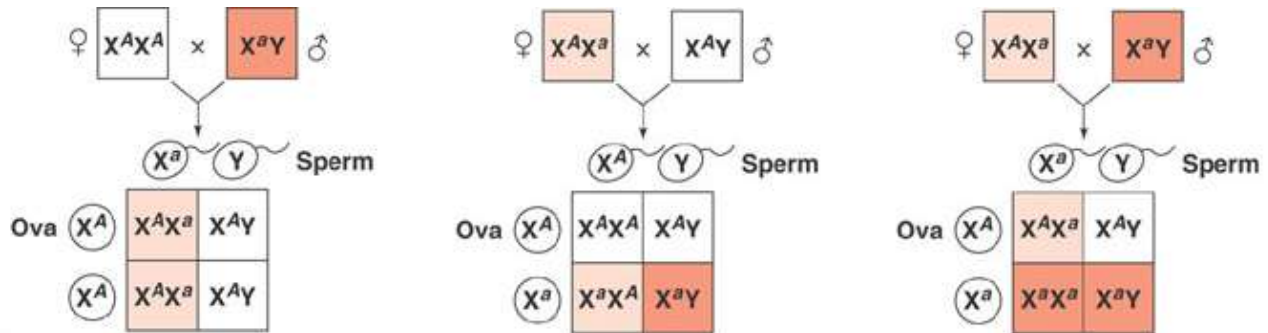 ♀ XᴬXᴬ × XᵃY ♂
Xᵃ Y Sperm
Ova Xᴬ XᴬXᵃ XᴬY
Xᴬ XᴬXᵃ XᴬY
♀ XᴬXᵃ × XᴬY ♂
Xᴬ Y Sperm
Ova Xᴬ XᴬXᴬ XᴬY
Xᵃ XᵃXᴬ XᵃY
♀ XᴬXᵃ × XᵃY ♂
Xᵃ Y Sperm
Ova Xᴬ XᴬXᵃ XᴬY
Xᵃ XᵃXᵃ XᵃY